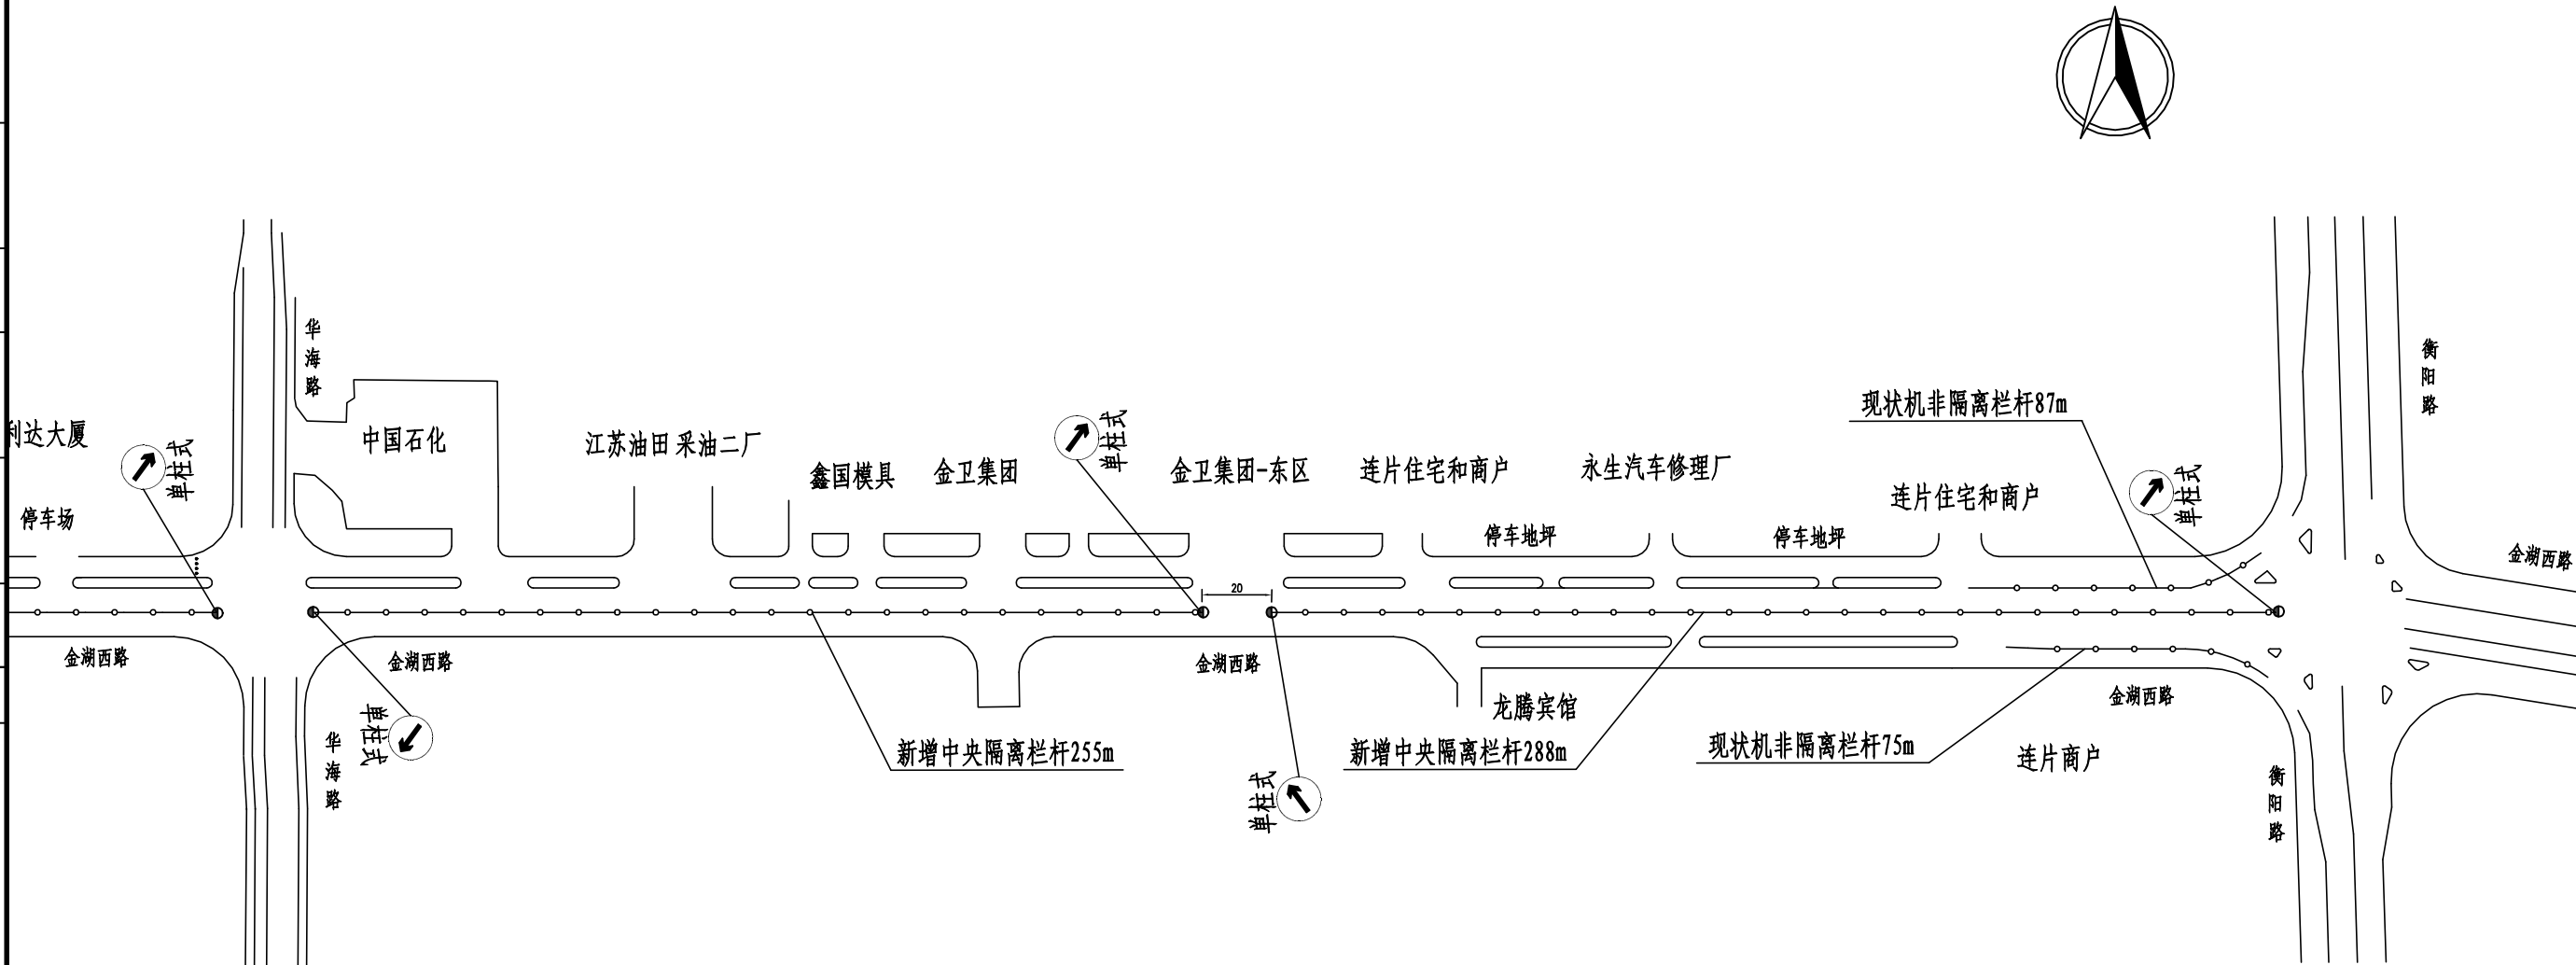 华海路
衡阳路
现状机非隔离栏杆87m
利达大厦
单柱式
中国石化
江苏油田 采油二厂
鑫国模具
金卫集团
单柱式
金卫集团-东区
连片住宅和商户
永生汽车修理厂
连片住宅和商户
单柱式
停车场
停车地坪
停车地坪
金湖西路
20
金湖西路
金湖西路
金湖西路
金湖西路
单柱式
华海路
新增中央隔离栏杆255m
龙腾宾馆
新增中央隔离栏杆288m
现状机非隔离栏杆75m
连片商户
单柱式
衡阳路